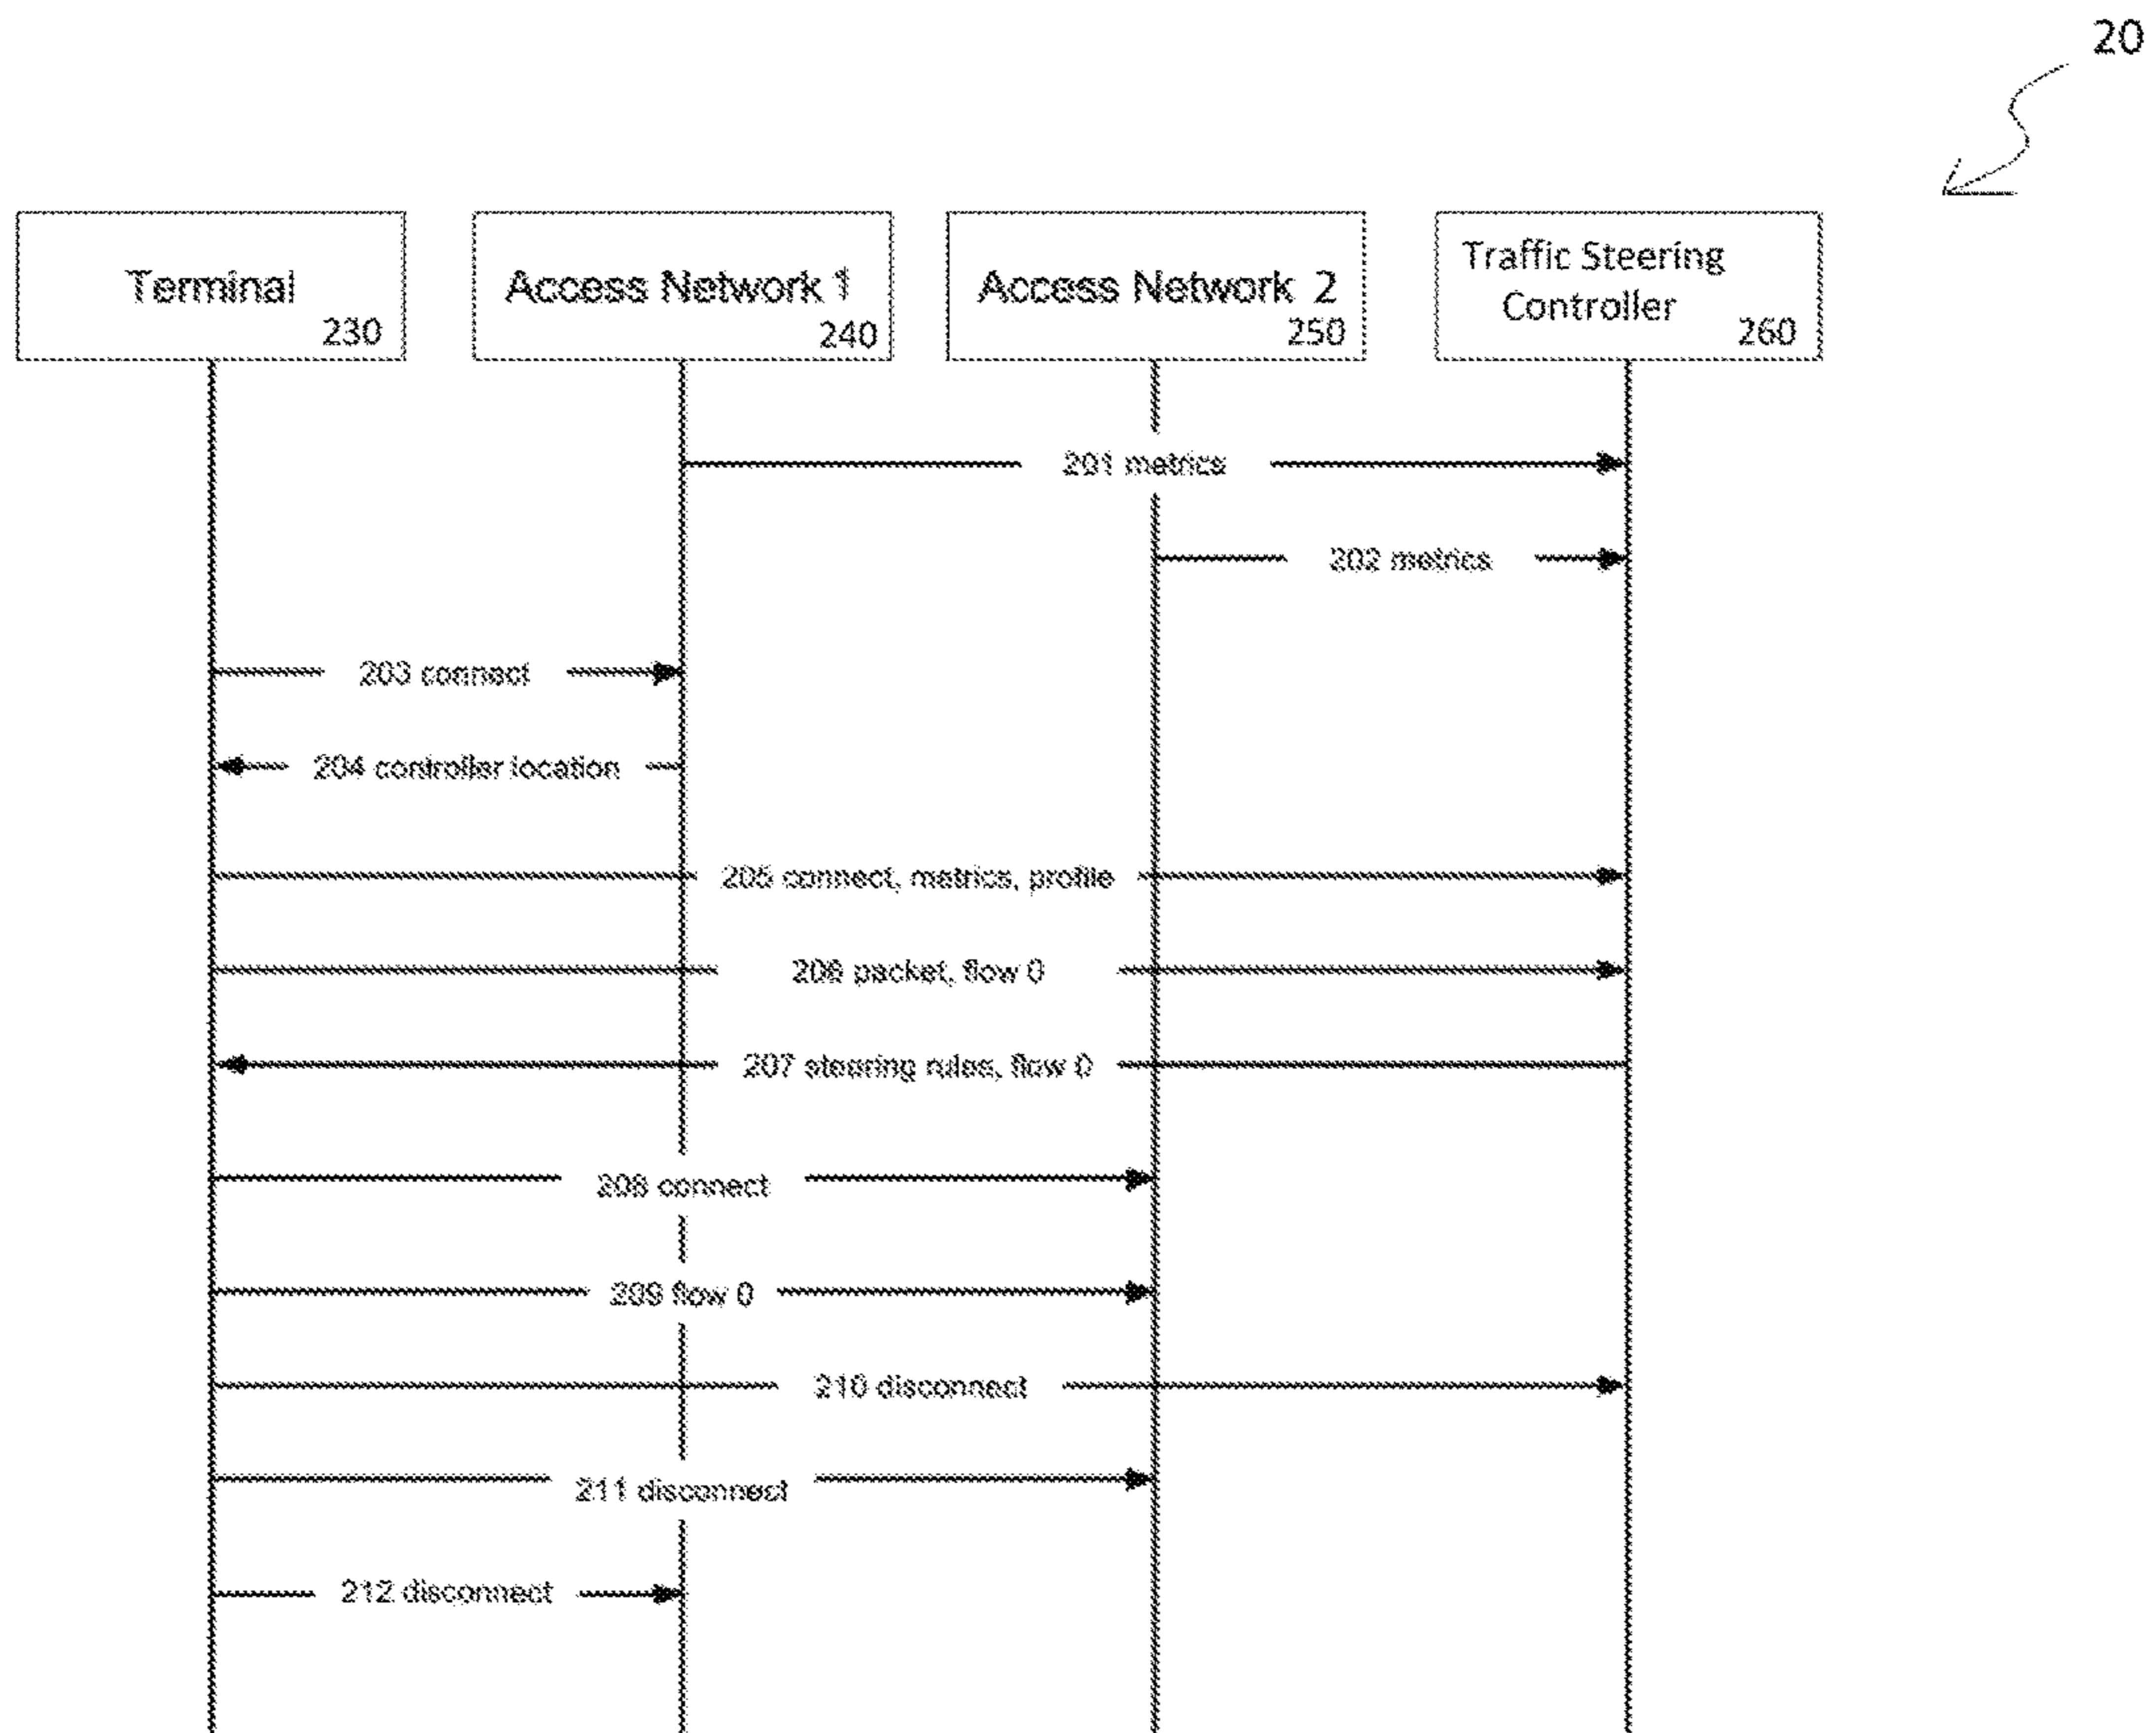 20
Terminal
230
Access Network 1
240
Access Network 2
250
Traffic Steering
Controller
260
201 metrics
202 metrics
203 connect
204 controller location
205 connect, metrics, profile
206 packet, flow 0
207 steering rules, flow 0
208 connect
209 flow 0
210 disconnect
211 disconnect
212 disconnect